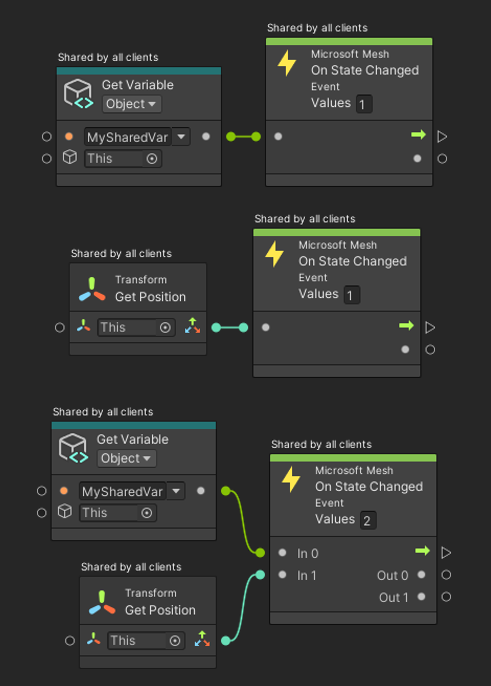 Shared by all clients
Get Variable
Object
MySharedVar
This
Shared by all clients
Microsoft Mesh
On State Changed
Event
Values 1
Shared by all clients
Transform
Get Position
This
Shared by all clients
Microsoft Mesh
On State Changed
Event
Values 1
Shared by all clients
Get Variable
Object
MySharedVar
This
Shared by all clients
Transform
Get Position
This
Shared by all clients
Microsoft Mesh
On State Changed
Event
Values 2
In 0
In 1 Out 0
Out 1